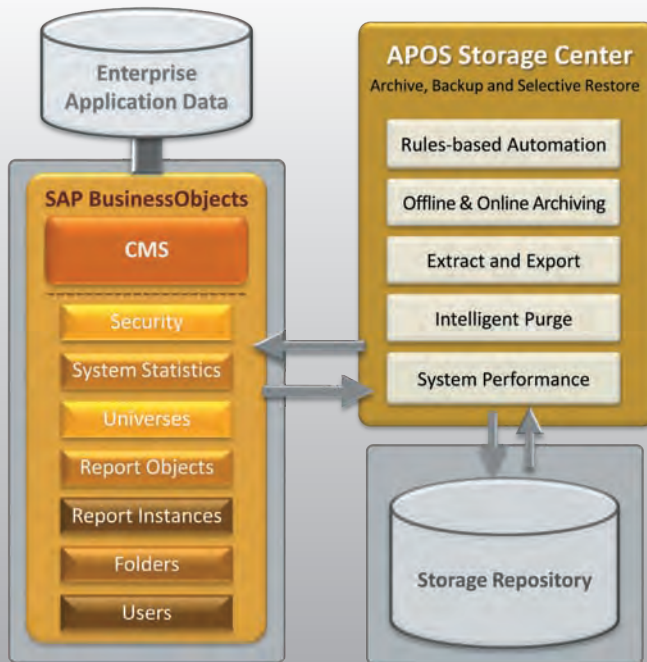 Enterprise
Application Data
SAP BusinessObjects
CMS
Security
System Statistics
Universes
Report Objects
Report Instances
Folders
Users
APOS Storage Center
Archive, Backup and Selective Restore
Rules-based Automation
Offline & Online Archiving
Extract and Export
Intelligent Purge
System Performance
Storage Repository